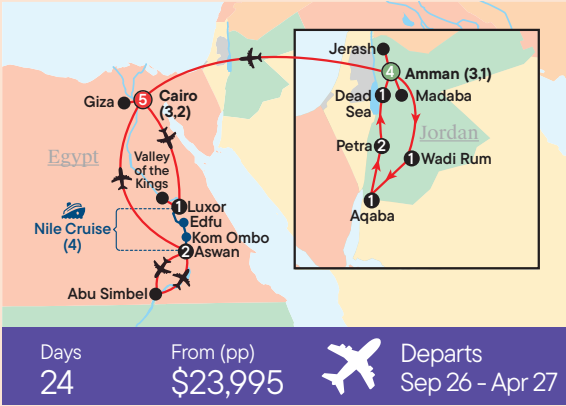 Jerash
4
Amman (3,1)
Dead
Sea
1
Madaba
Jordan
Petra
2
1
Wadi Rum
1
Aqaba
Giza
5
Cairo
(3,2)
Egypt
Valley
of the
Kings
1
Luxor
Edfu
Nile Cruise
(4)
Kom Ombo
2
Aswan
Abu Simbel
Days
24
From (pp)
$23,995
Departs
Sep 26 - Apr 27